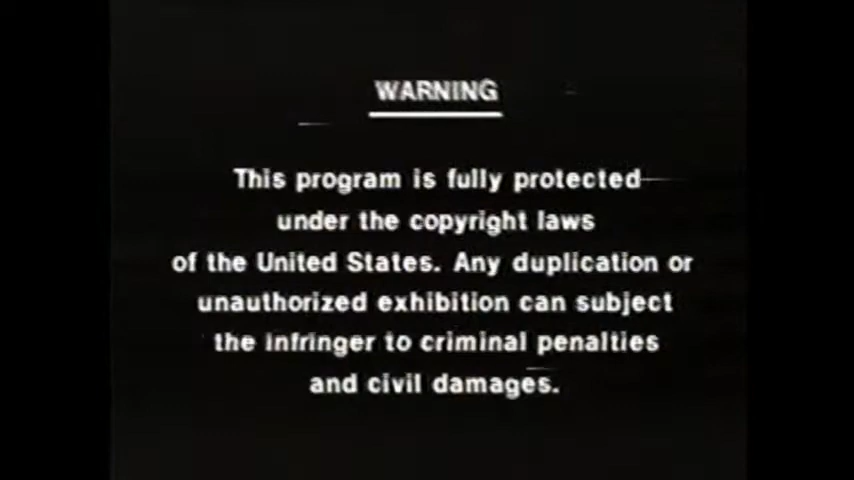 WARNING
This program is fully protected
under the copyright laws
of the United States. Any duplication or
unauthorized exhibition can subject
the infringer to criminal penalties
and civil damages.